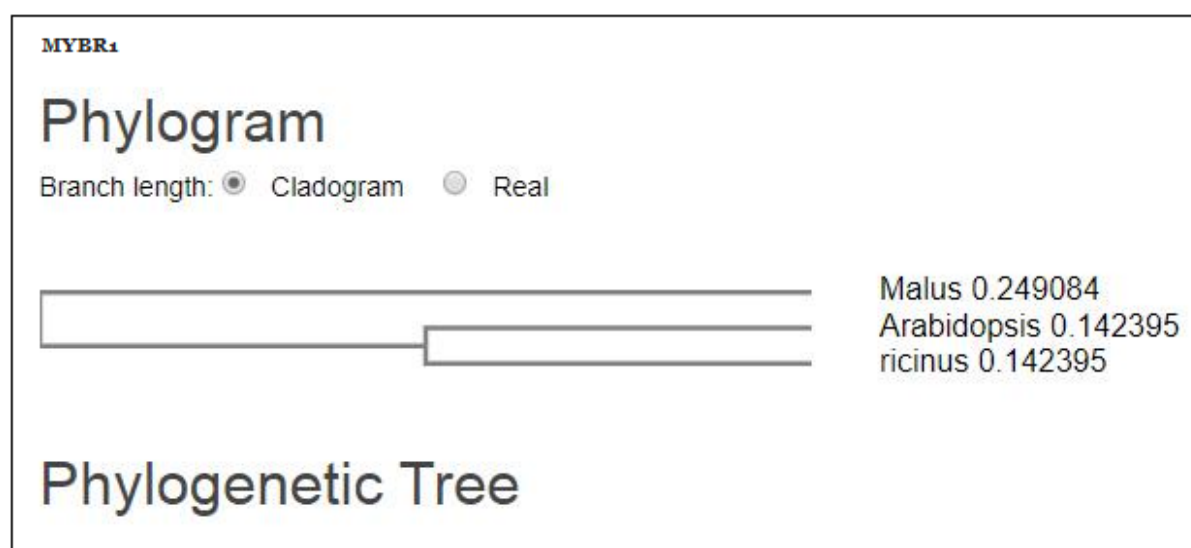 MYBR1
Phylogram
Branch length: Cladogram Real
Malus 0.249084
Arabidopsis 0.142395
ricinus 0.142395
Phylogenetic Tree